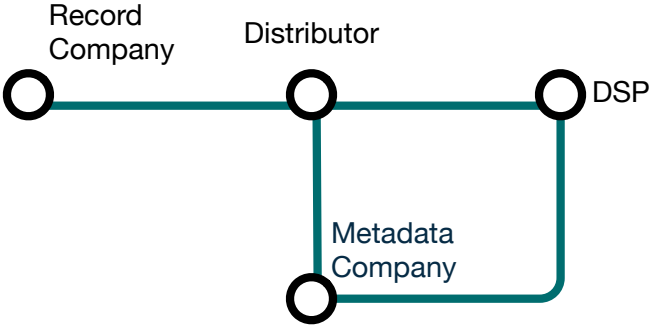 Record
Company
Distributor
DSP
Metadata
Company